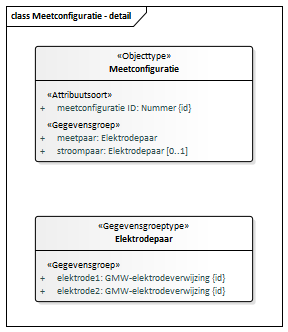 class Meetconfiguratie - detail
«Objecttype»
Meetconfiguratie
«Attribuutsoort»
+ meetconfiguratie ID: Nummer {id}
«Gegevensgroep»
+ meetpaar: Elektrodepaar
+ stroompaar: Elektrodepaar [0..1]
«Gegevensgroeptype»
Elektrodepaar
«Gegevensgroep»
+ elektrode1: GMW-elektrodeverwijzing {id}
+ elektrode2: GMW-elektrodeverwijzing {id}